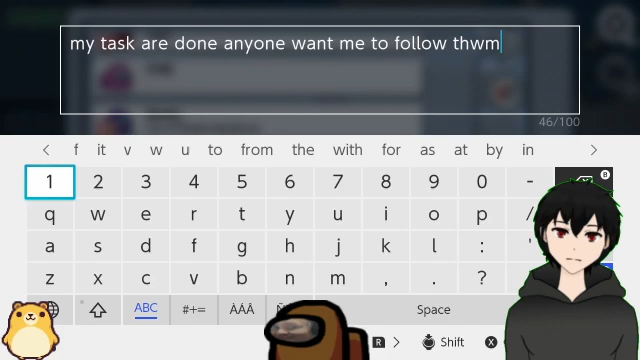 my task are done anyone want me to follow thwm
46/100
< f it v w u to from the with for as at by in >
1 2 3 4 5 6 7 8 9 0 - B
q w e r t y u i o p /
a s d f g h j k l : '
z x c v b n m , . ?
ABC #+= ÀÁÂ Space
R > Shift X